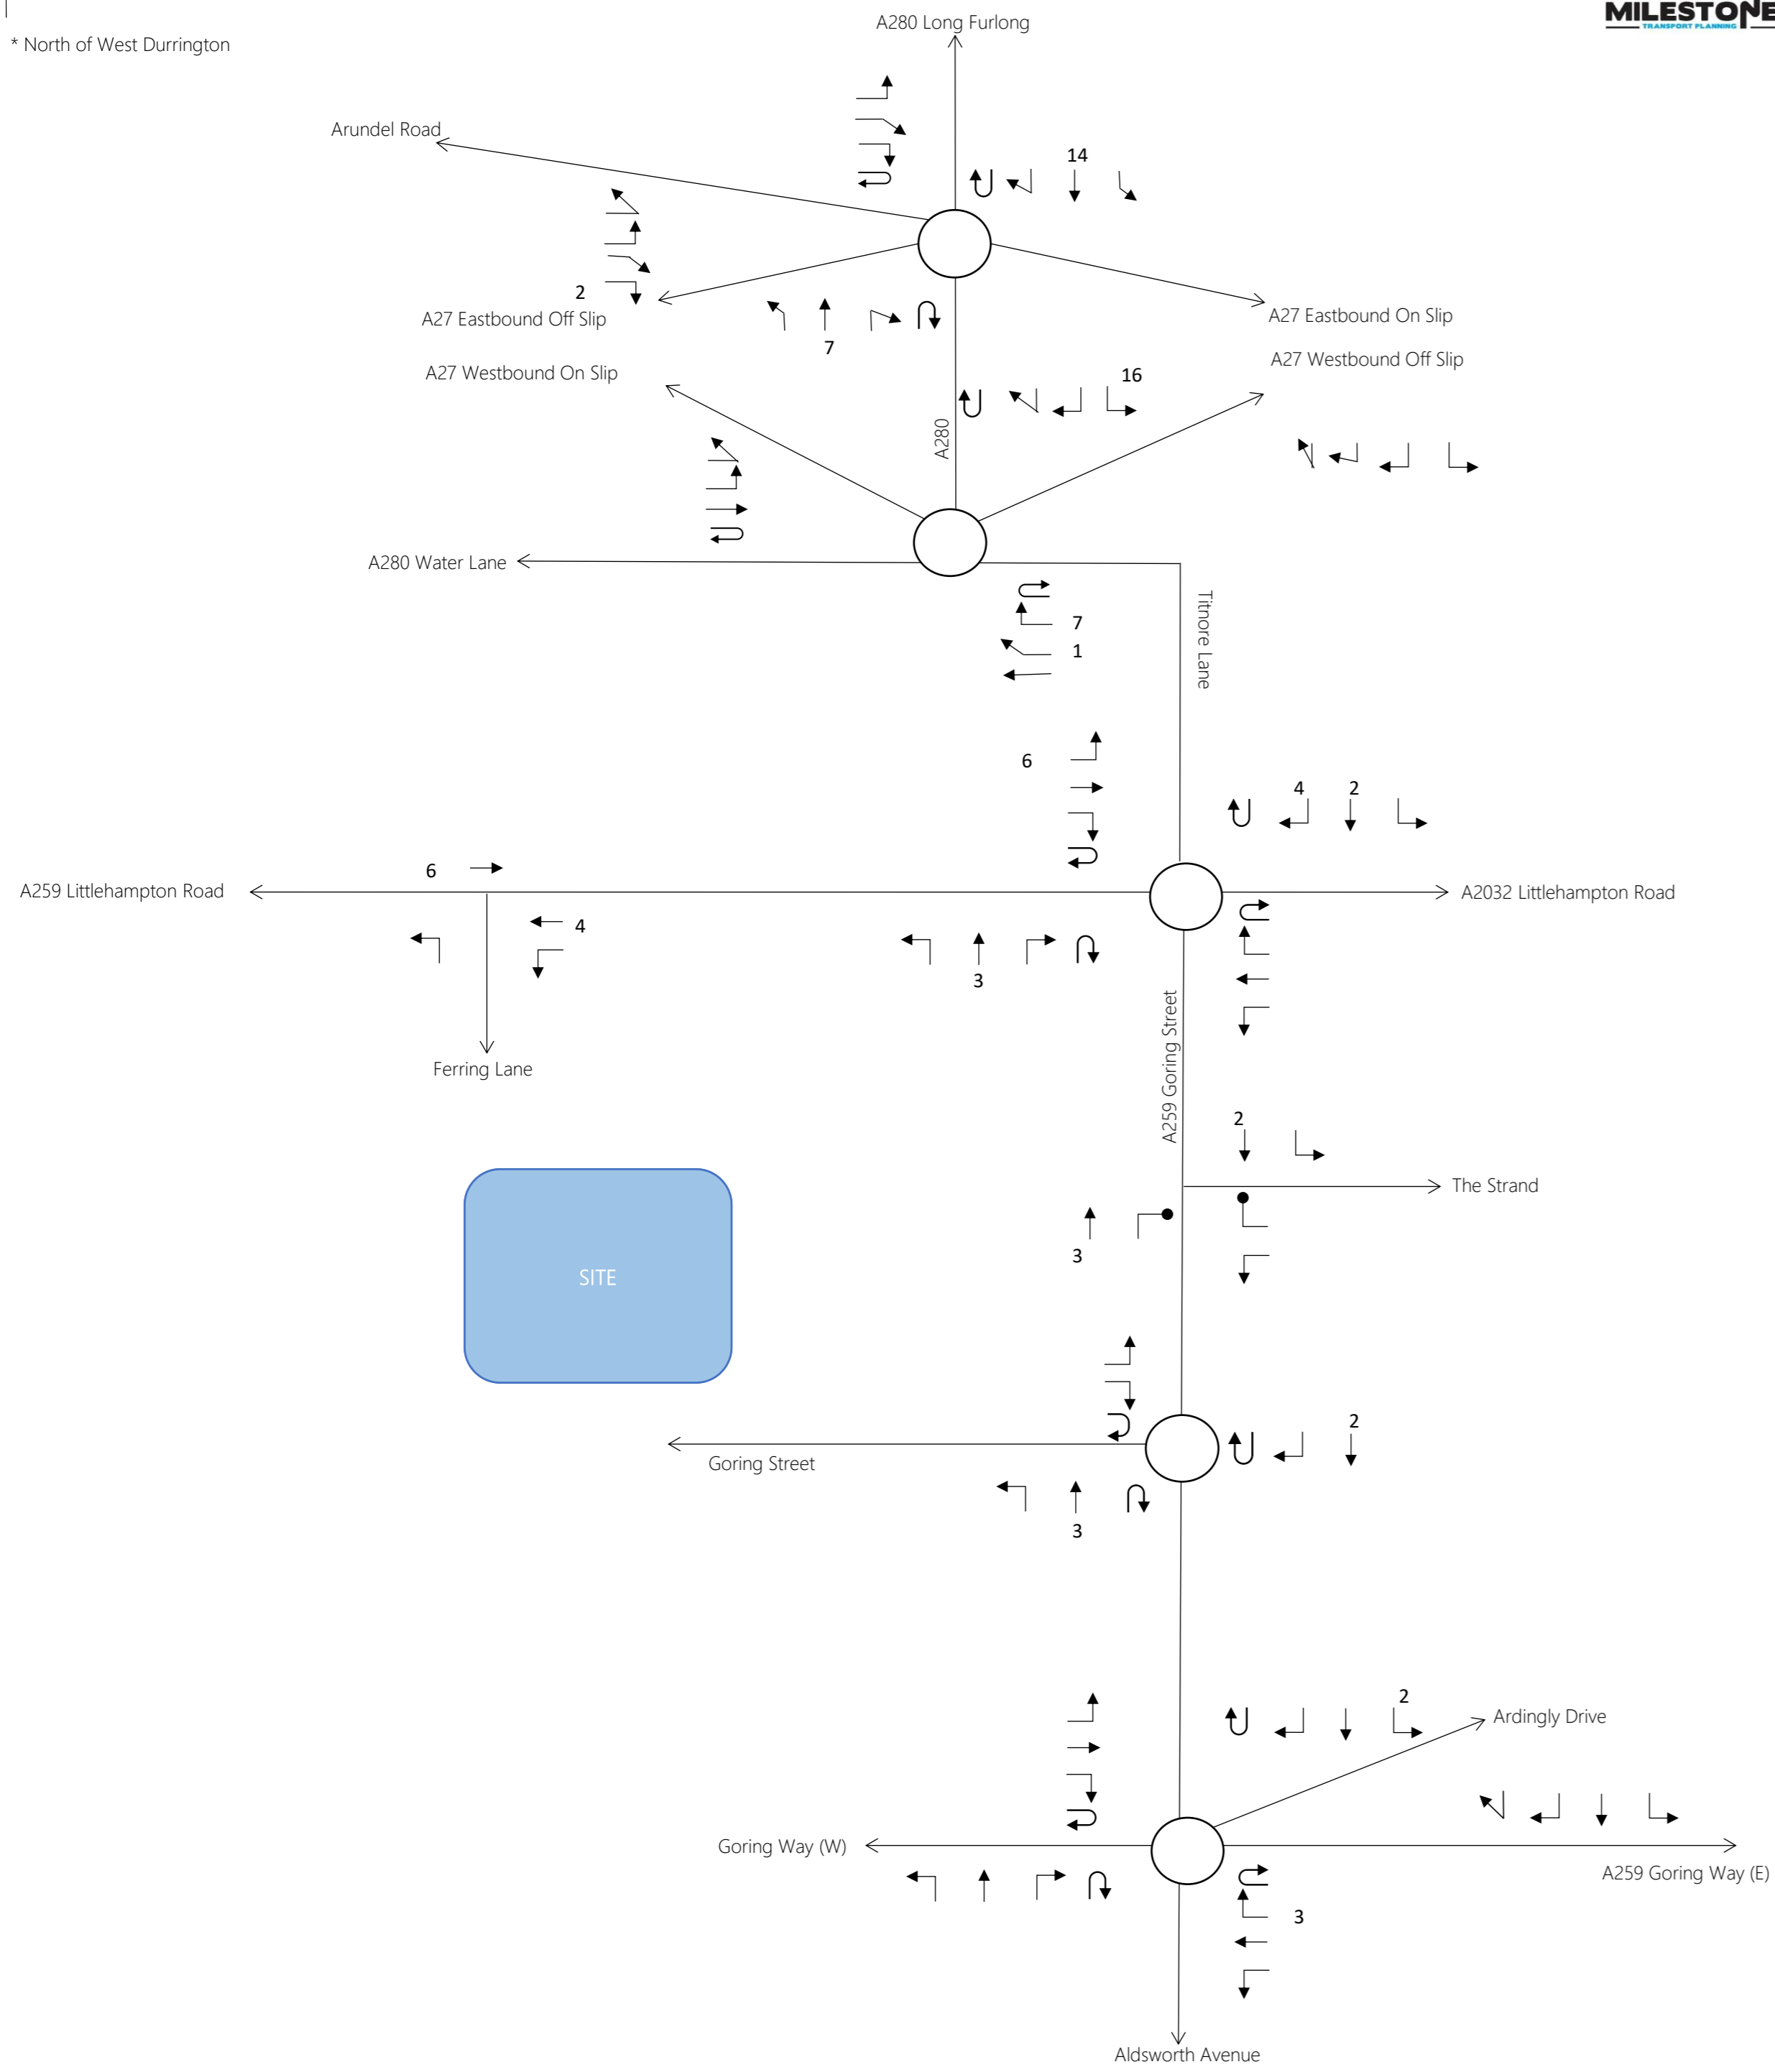 MILESTONE
TRANSPORT PLANNING
A280 Long Furlong
* North of West Durrington
Arundel Road
14
2
A27 Eastbound Off Slip
A27 Eastbound On Slip
7
A27 Westbound Off Slip
A27 Westbound On Slip
16
A280
A280 Water Lane
Titnore Lane
7
1
6
4 2
6
A259 Littlehampton Road
A2032 Littlehampton Road
4
3
A259 Goring Street
Ferring Lane
2
The Strand
3
SITE
2
Goring Street
3
2
Ardingly Drive
Goring Way (W)
A259 Goring Way (E)
3
Aldsworth Avenue